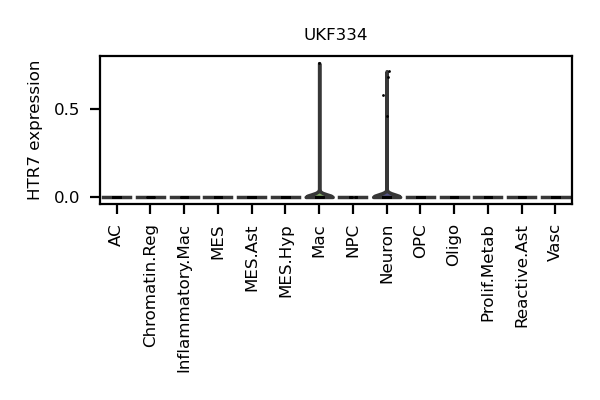 UKF334
HTR7 expression
0.5
0.0
AC
Chromatin.Reg
Inflammatory.Mac
MES
MES.Ast
MES.Hyp
Mac
NPC
Neuron
OPC
Oligo
Prolif.Metab
Reactive.Ast
Vasc